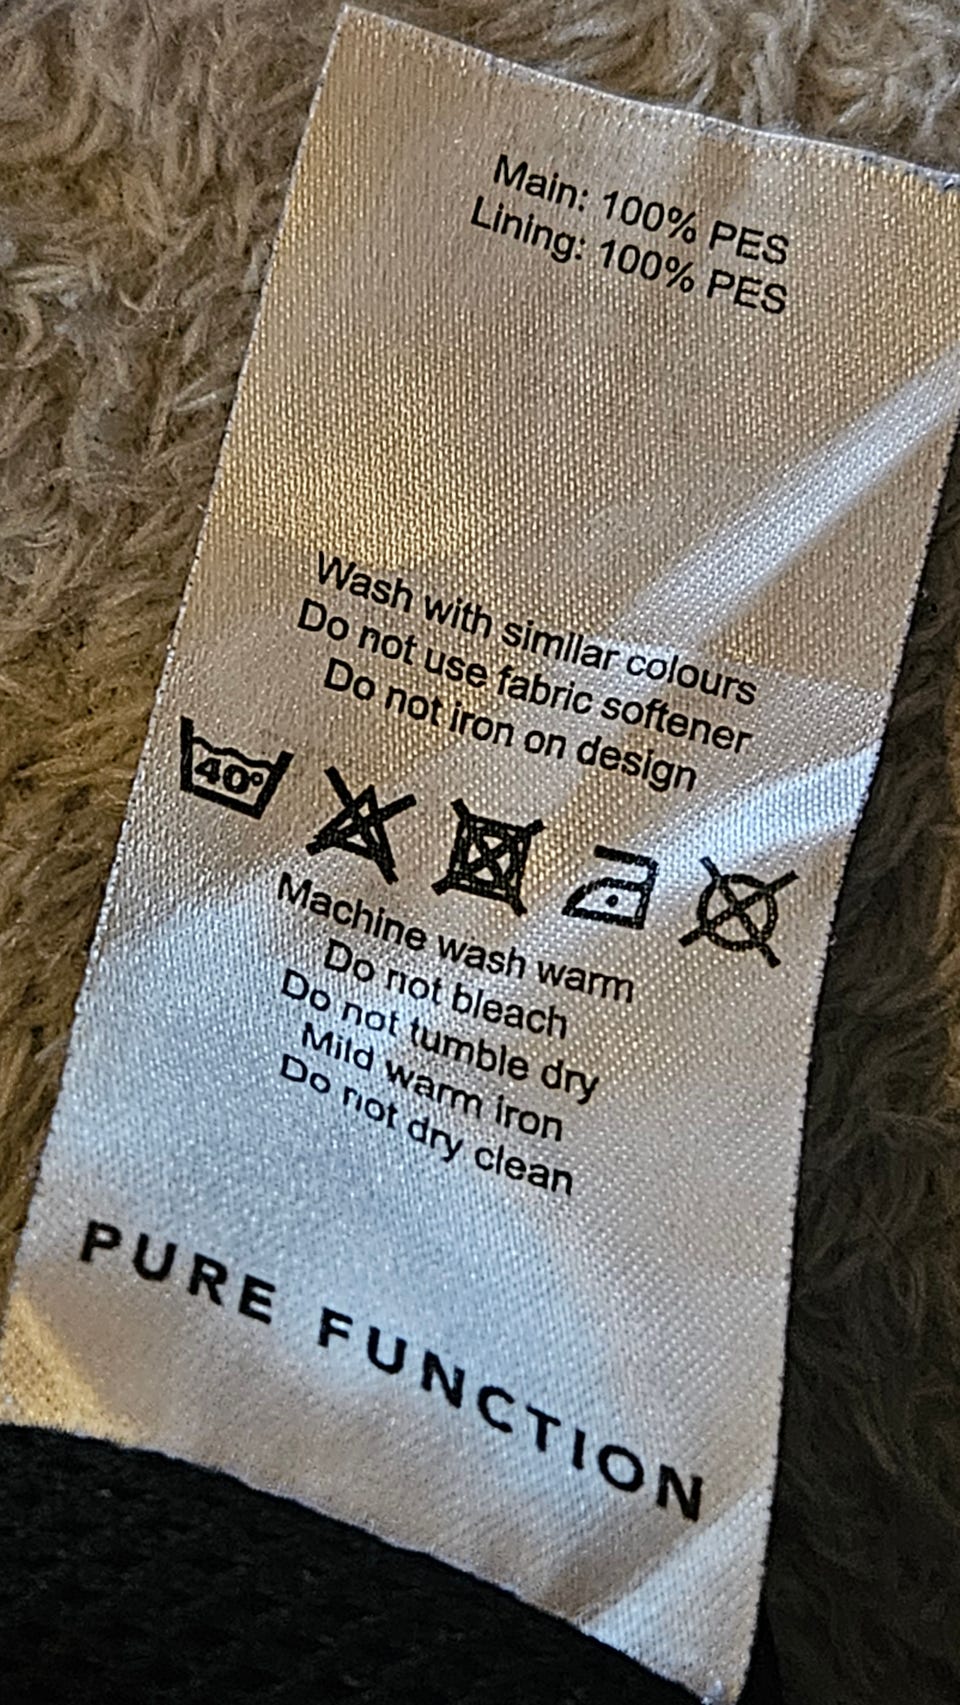 Main: 100% PES
Lining: 100% PES
Wash with similar colours
Do not use fabric softener
Do not iron on design
40°
Machine wash warm
Do not bleach
Do not tumble dry
Mild warm iron
Do not dry clean
PURE FUNCTION